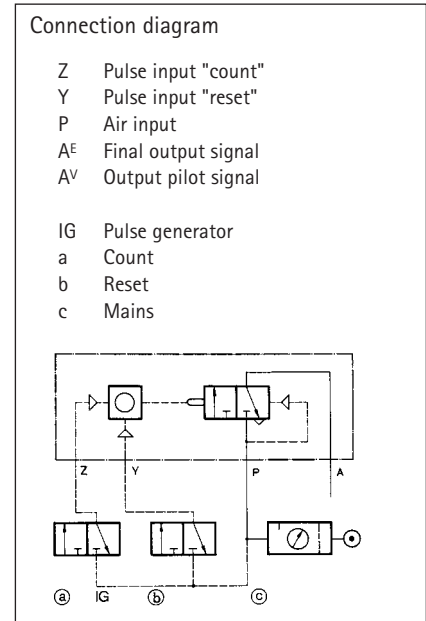 Connection diagram
Z Pulse input "count"
Y Pulse input "reset"
P Air input
Aᴱ Final output signal
Aⱽ Output pilot signal
IG Pulse generator
a Count
b Reset
c Mains
Z Y P A
a IG b c